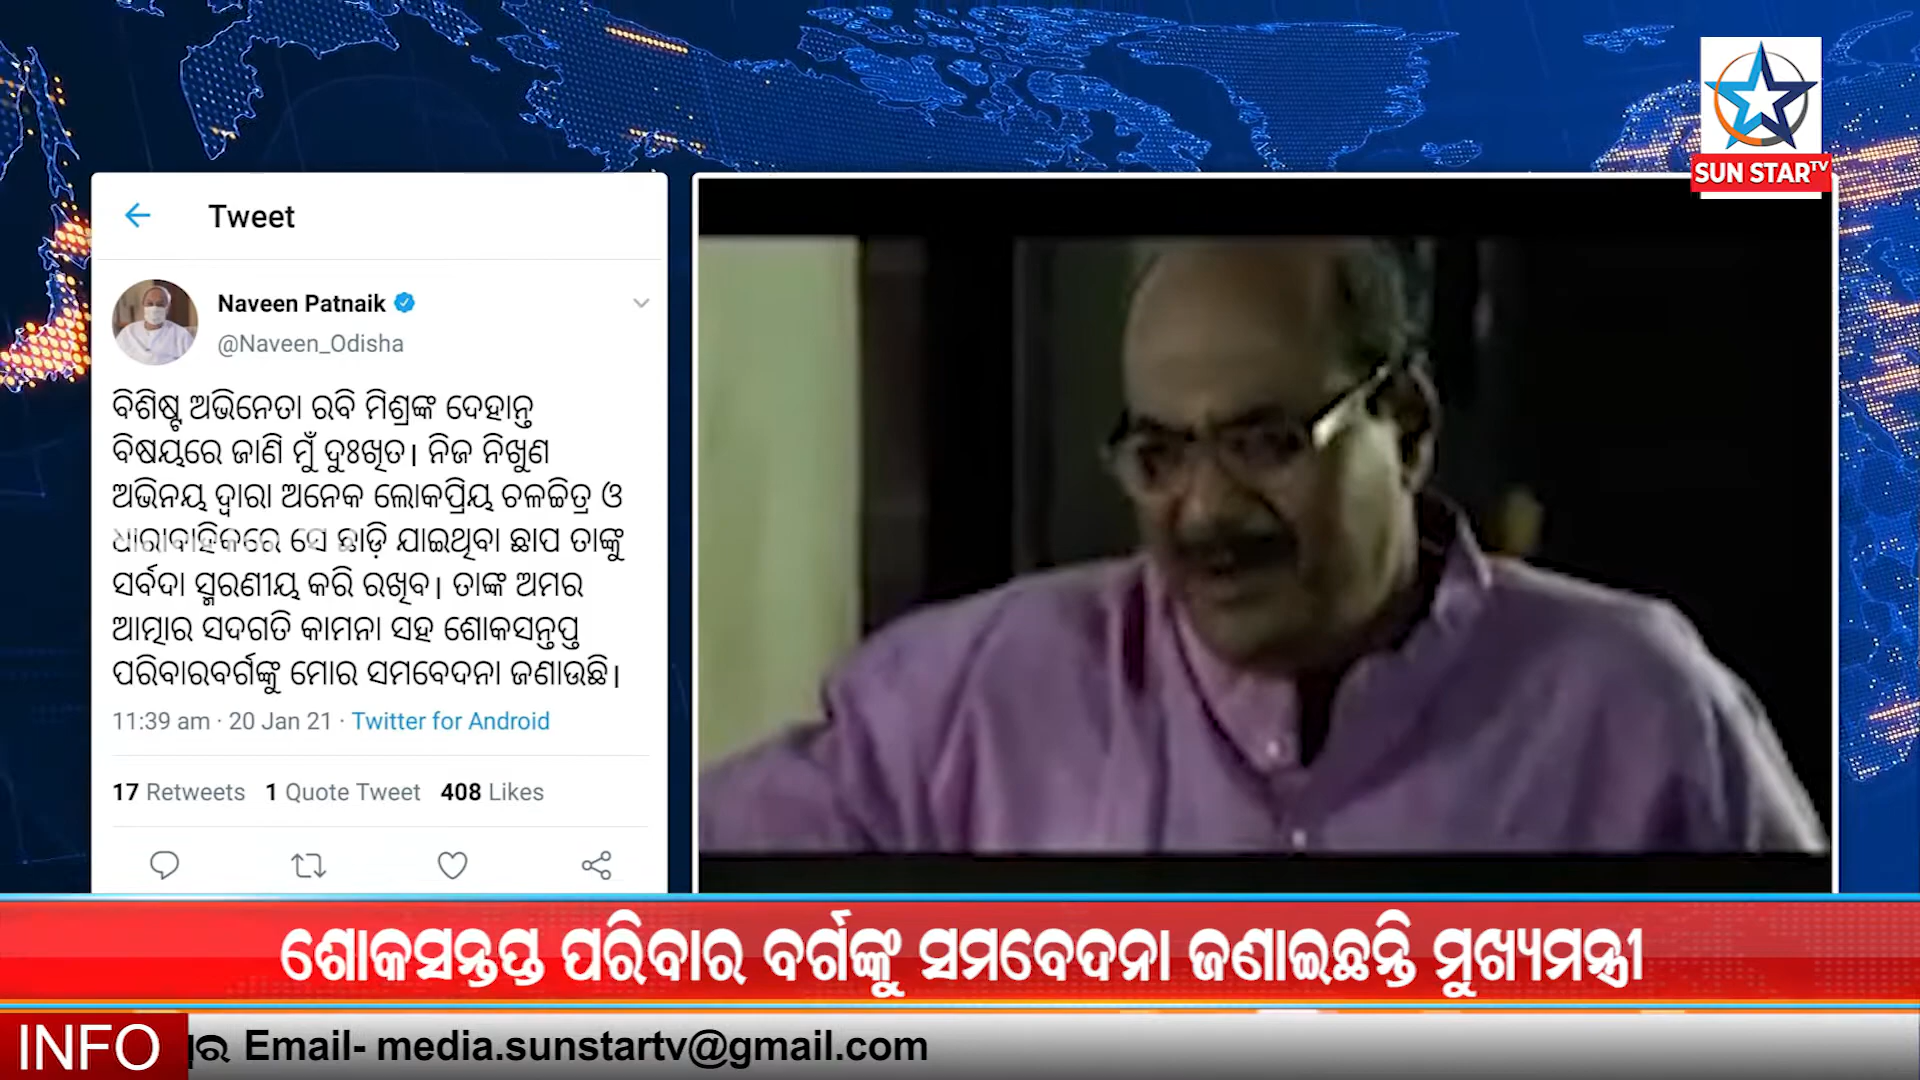 SUN STAR TV
Tweet
Naveen Patnaik
@Naveen_Odisha
ବିଶିଷ୍ଟ ଅଭିନେତା ରବି ମିଶ୍ରଙ୍କ ଦେହାନ୍ତ
ବିଷୟରେ ଜାଣି ମୁଁ ଦୁଃଖିତ। ନିଜ ନିଖୁଣ
ଅଭିନୟ ଦ୍ୱାରା ଅନେକ ଲୋକପ୍ରିୟ ଚଳଚ୍ଚିତ୍ର ଓ
ଧାରାବାହିକରେ ସେ ଛାଡ଼ି ଯାଇଥିବା ଛାପ ତାଙ୍କୁ
ସର୍ବଦା ସ୍ମରଣୀୟ କରି ରଖିବ। ତାଙ୍କ ଅମର
ଆତ୍ମାର ସଦଗତି କାମନା ସହ ଶୋକସନ୍ତପ୍ତ
ପରିବାରବର୍ଗଙ୍କୁ ମୋର ସମବେଦନା ଜଣାଉଛି।
11:39 am · 20 Jan 21 · Twitter for Android
17 Retweets 1 Quote Tweet 408 Likes
ଶୋକସନ୍ତପ୍ତ ପରିବାର ବର୍ଗଙ୍କୁ ସମବେଦନା ଜଣାଇଛନ୍ତି ମୁଖ୍ୟମନ୍ତ୍ରୀ
INFO Email- media.sunstartv@gmail.com